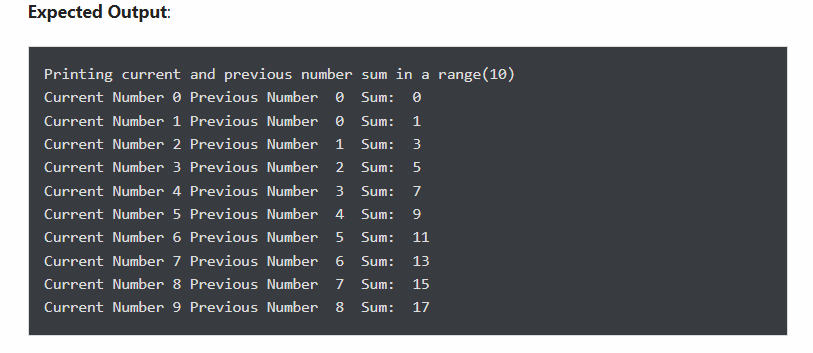 Expected Output:
Printing current and previous number sum in a range(10)
Current Number 0 Previous Number  0  Sum:  0
Current Number 1 Previous Number  0  Sum:  1
Current Number 2 Previous Number  1  Sum:  3
Current Number 3 Previous Number  2  Sum:  5
Current Number 4 Previous Number  3  Sum:  7
Current Number 5 Previous Number  4  Sum:  9
Current Number 6 Previous Number  5  Sum:  11
Current Number 7 Previous Number  6  Sum:  13
Current Number 8 Previous Number  7  Sum:  15
Current Number 9 Previous Number  8  Sum:  17